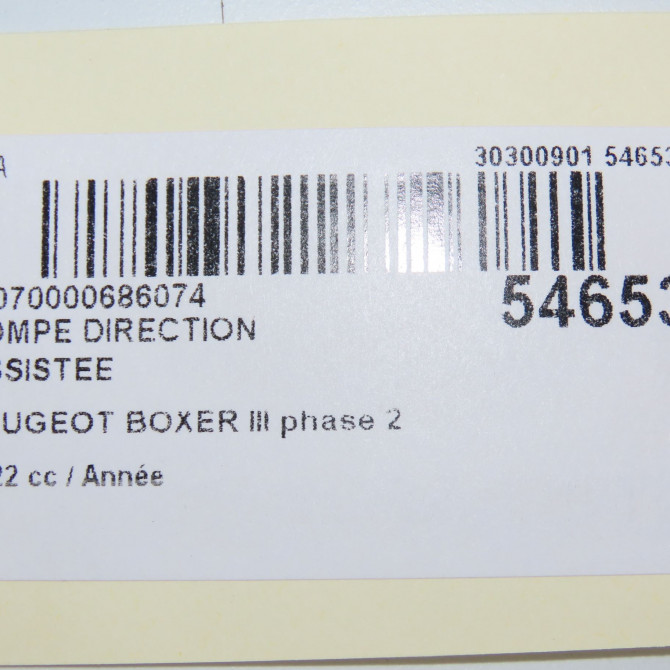 A
30300901 54653
070000686074
54653
OMPE DIRECTION
SSISTEE
UGEOT BOXER III phase 2
22 cc / Année